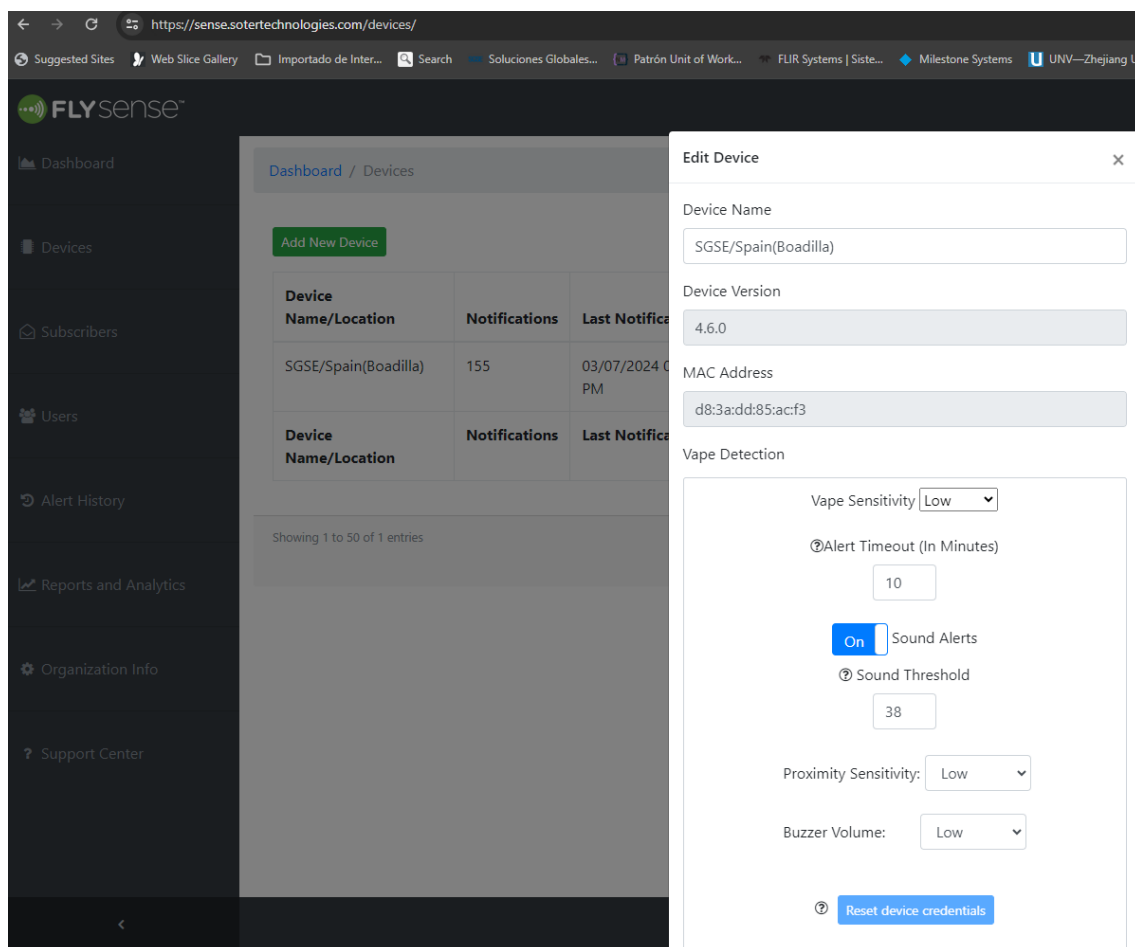 https://sense.sotertechnologies.com/devices/
Suggested Sites Web Slice Gallery Importado de Inter... Search Soluciones Globales... Patrón Unit of Work... FLIR Systems | Siste... Milestone Systems UNV—Zhejiang U
FLYsense™
Dashboard
Devices
Subscribers
Users
Alert History
Reports and Analytics
Organization Info
? Support Center
<
Dashboard / Devices
Add New Device
Device Name/Location Notifications Last Notifica
SGSE/Spain(Boadilla) 155 03/07/2024 0
PM
Device Name/Location Notifications Last Notifica
Showing 1 to 50 of 1 entries
Edit Device ×
Device Name
SGSE/Spain(Boadilla)
Device Version
4.6.0
MAC Address
d8:3a:dd:85:ac:f3
Vape Detection
Vape Sensitivity Low
?Alert Timeout (In Minutes)
10
On Sound Alerts
? Sound Threshold
38
Proximity Sensitivity: Low
Buzzer Volume: Low
? Reset device credentials